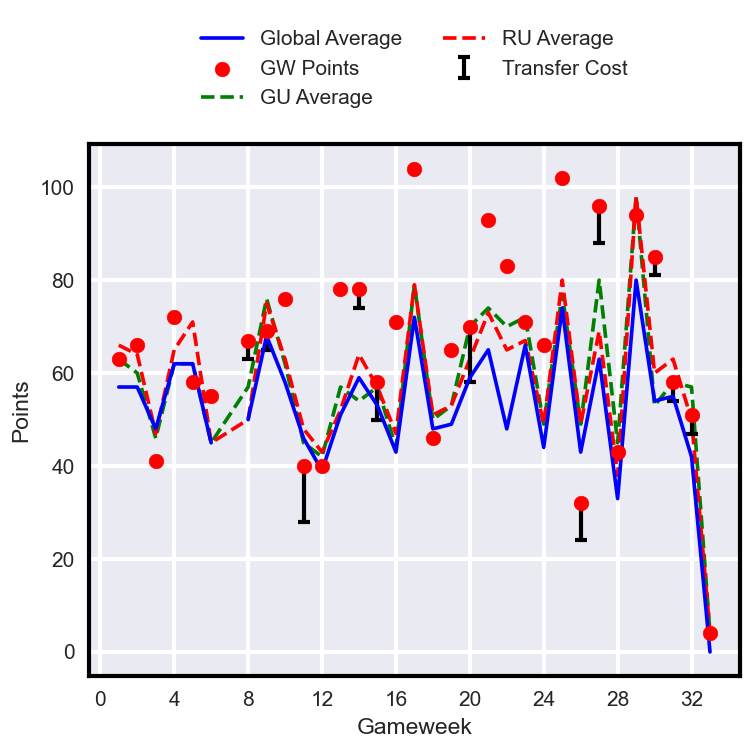 Global Average
GW Points
GU Average
RU Average
Transfer Cost
Points
100
80
60
40
20
0
0 4 8 12 16 20 24 28 32
Gameweek